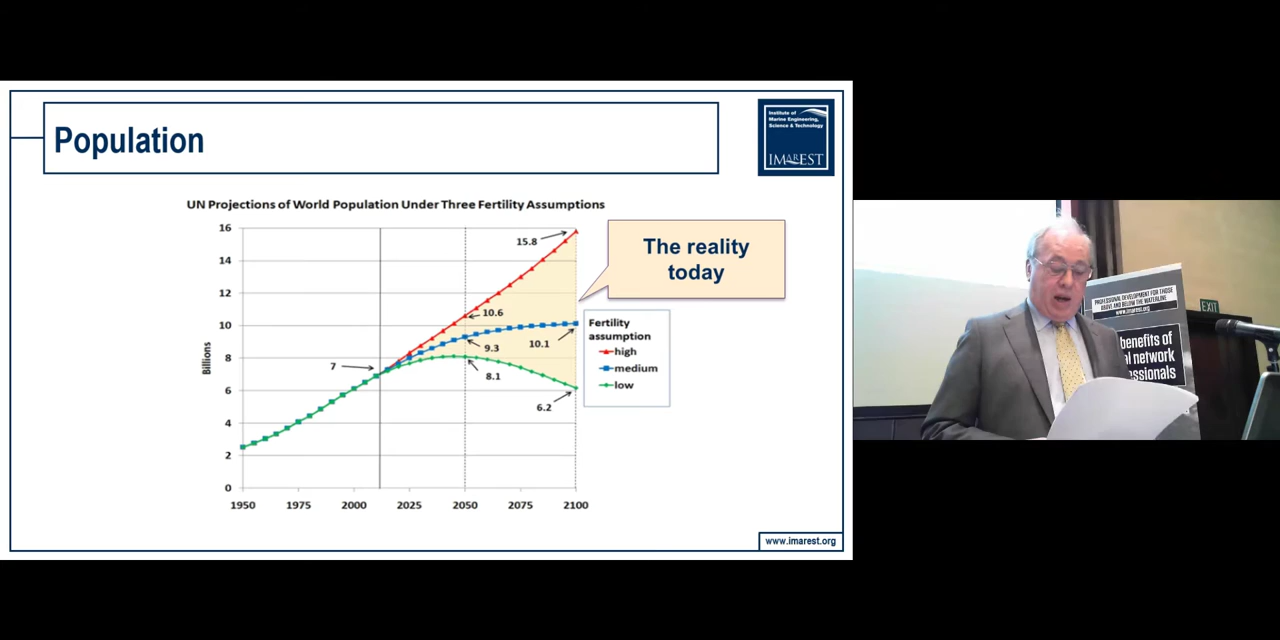 Population
Institute of
Marine Engineering,
Science & Technology
IMAREST
UN Projections of World Population Under Three Fertility Assumptions
16
14
12
10
8
6
4
2
0
Billions
1950
1975
2000
2025
2050
2075
2100
7
15.8
10.6
9.3
10.1
8.1
6.2
The reality
today
Fertility
assumption
high
medium
low
www.imarest.org
PROFESSIONAL DEVELOPMENT FOR THOSE
ABOVE AND BELOW THE WATERLINE
www.imarest.org
benefits of
al network
ssionals
EXIT